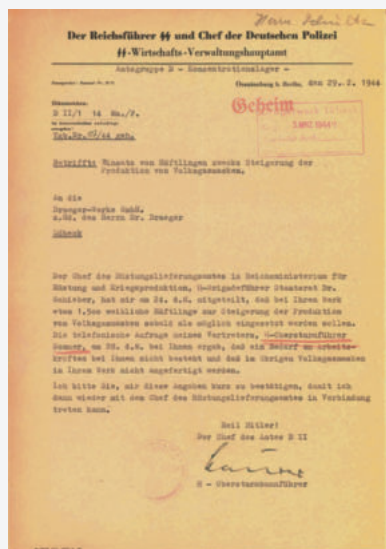 Herrn Schulte
Der Reichsführer SS und Chef der Deutschen Polizei
SS-Wirtschafts-Verwaltungshauptamt
Amtsgruppe D - Konzentrationslager -
Oranienburg b. Berlin, den 29.2. 1944
D II/1 14 Ma./F.
Geheim
Betrifft: Einsatz von Häftlingen zwecks Steigerung der
Produktion von Volksgasmasken.
An die
Draeger-Werke GmbH.
z.Hd. des Herrn Dr. Draeger
Lübeck
Der Chef des Rüstungslieferungsamtes im Reichsministerium für
Rüstung und Kriegsproduktion, SS-Brigadeführer Staatsrat Dr.
Schieber, hat mir am 24. d.M. mitgeteilt, daß bei Ihrem Werk
etwa 1.500 weibliche Häftlinge zur Steigerung der Produktion
von Volksgasmasken sobald als möglich eingesetzt werden sollen.
Die telefonische Anfrage meines Vertreters, SS-Obersturmführer
Sommer, am 28. d.M. bei Ihnen ergab, daß ein Bedarf an Arbeits-
kräften bei Ihnen nicht besteht und daß im übrigen Volksgasmasken
in Ihrem Werk nicht angefertigt werden.
Ich bitte Sie, mir diese Angaben kurz zu bestätigen, damit ich
dann wieder mit dem Chef des Rüstungslieferungsamtes in Verbindung
treten kann.
Heil Hitler!
Der Chef des Amtes D II
SS - Obersturmbannführer